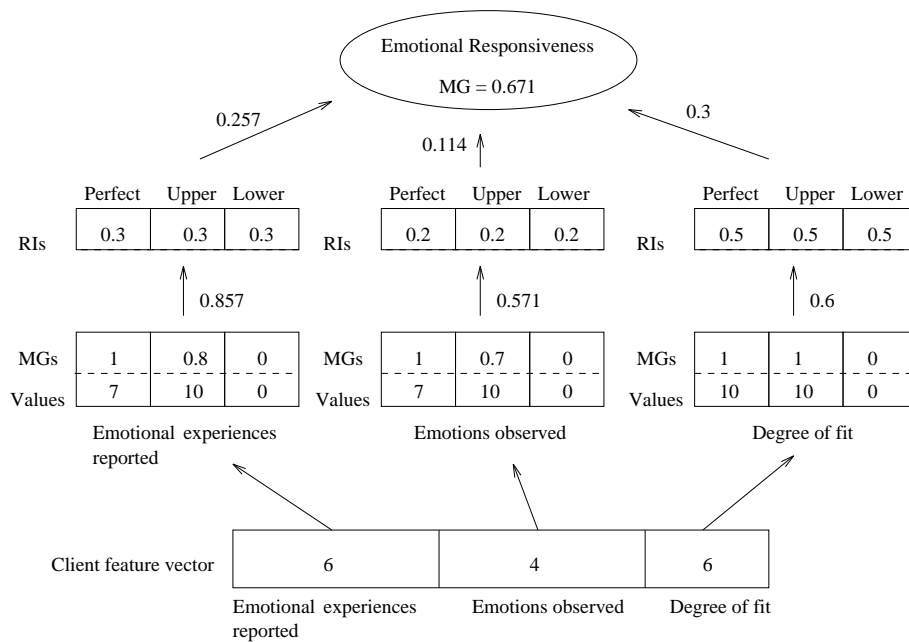 Emotional Responsiveness
MG = 0.671
0.257
0.114
0.3
Perfect Upper Lower
Perfect Upper Lower
Perfect Upper Lower
RIs 0.3 0.3 0.3
RIs 0.2 0.2 0.2
RIs 0.5 0.5 0.5
0.857
0.571
0.6
MGs 1 0.8 0
Values 7 10 0
MGs 1 0.7 0
Values 7 10 0
MGs 1 1 0
Values 10 10 0
Emotional experiences
reported
Emotions observed
Degree of fit
Client feature vector 6 4 6
Emotional experiences
reported
Emotions observed
Degree of fit